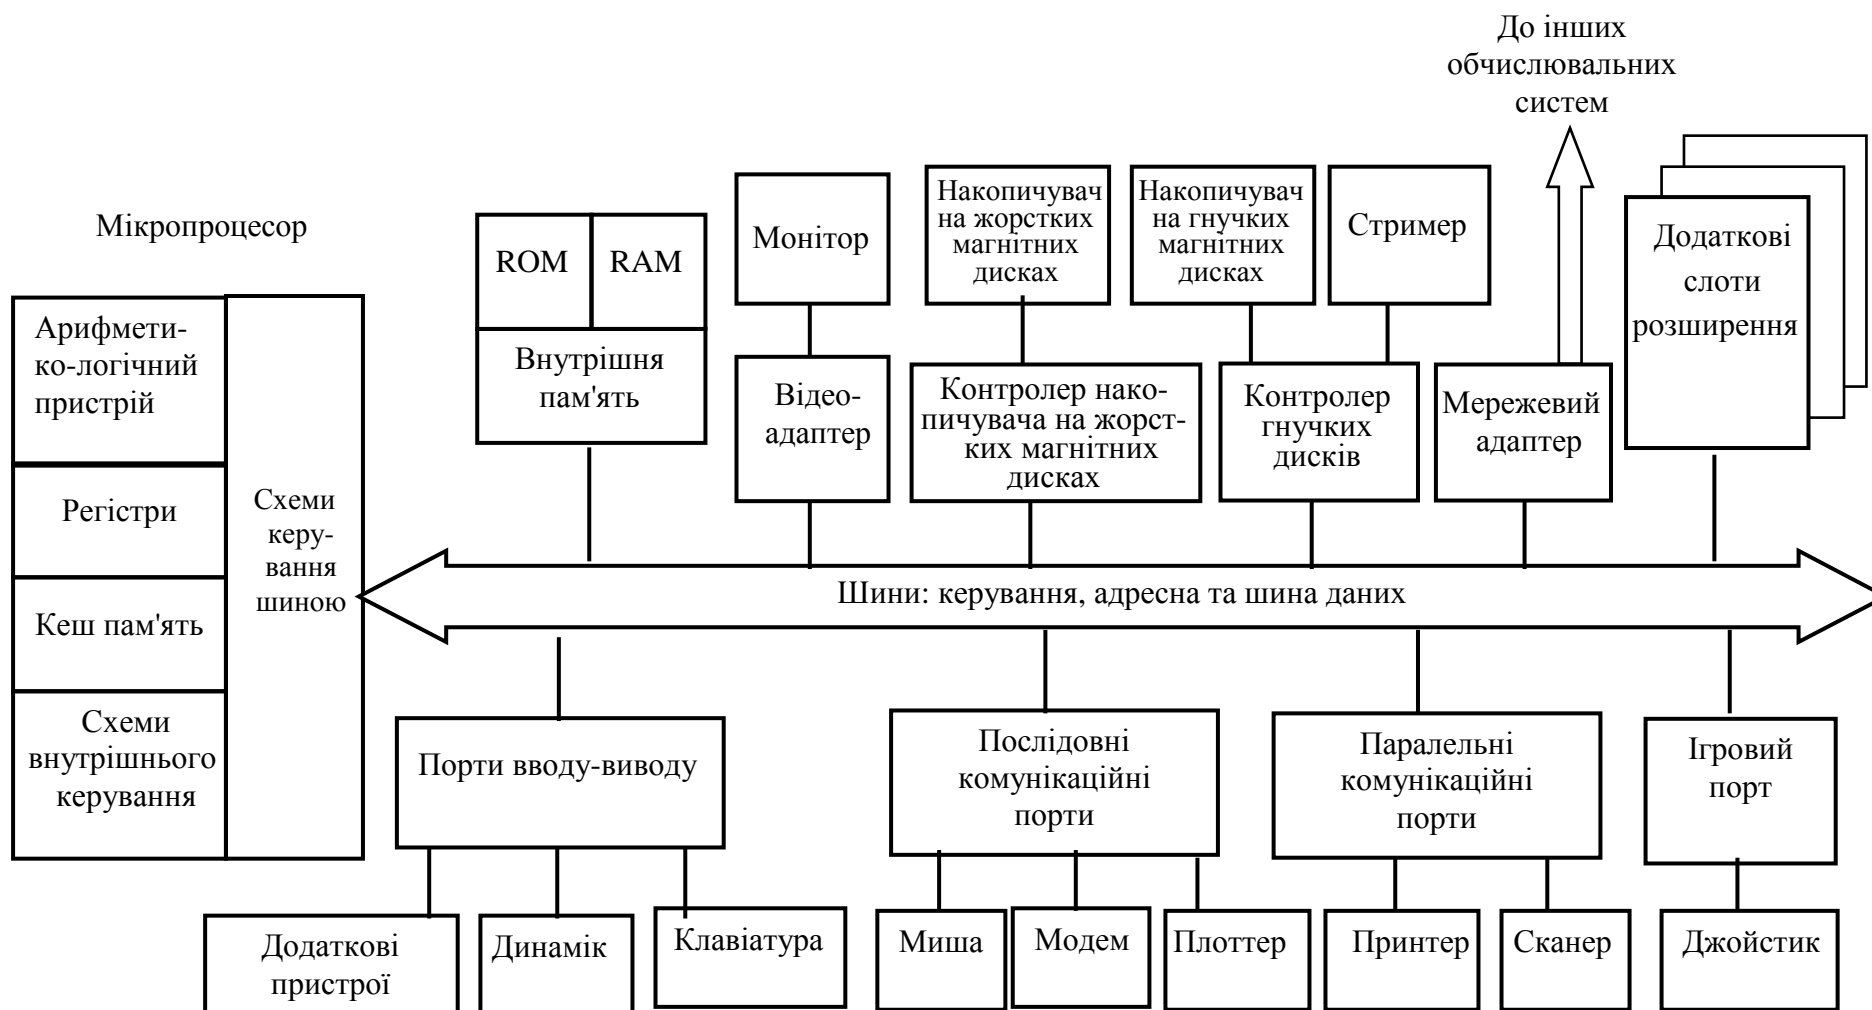 До інших
обчислювальних
систем
Мікропроцесор
Арифмети-
ко-логічний
пристрій
Регістри
Кеш пам'ять
Схеми
внутрішнього
керування
Схеми
керу-
вання
шиною
ROM
RAM
Внутрішня
пам'ять
Монітор
Відео-
адаптер
Накопичувач
на жорстких
магнітних
дисках
Контролер нако-
пичувача на жорст-
ких магнітних
дисках
Накопичувач
на гнучких
магнітних
дисках
Стример
Контролер
гнучких
дисків
Мережевий
адаптер
Додаткові
слоти
розширення
Шини: керування, адресна та шина даних
Порти вводу-виводу
Послідовні
комунікаційні
порти
Паралельні
комунікаційні
порти
Ігровий
порт
Додаткові
пристрої
Динамік
Клавіатура
Миша
Модем
Плоттер
Принтер
Сканер
Джойстик